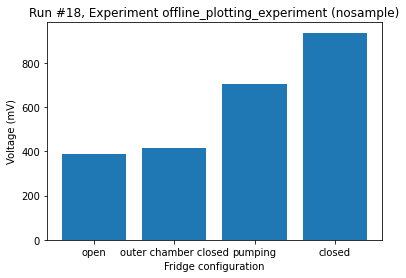 Run #18, Experiment offline_plotting_experiment (nosample)
Voltage (mV)
800
600
400
200
0
open outer chamber closed pumping closed
Fridge configuration